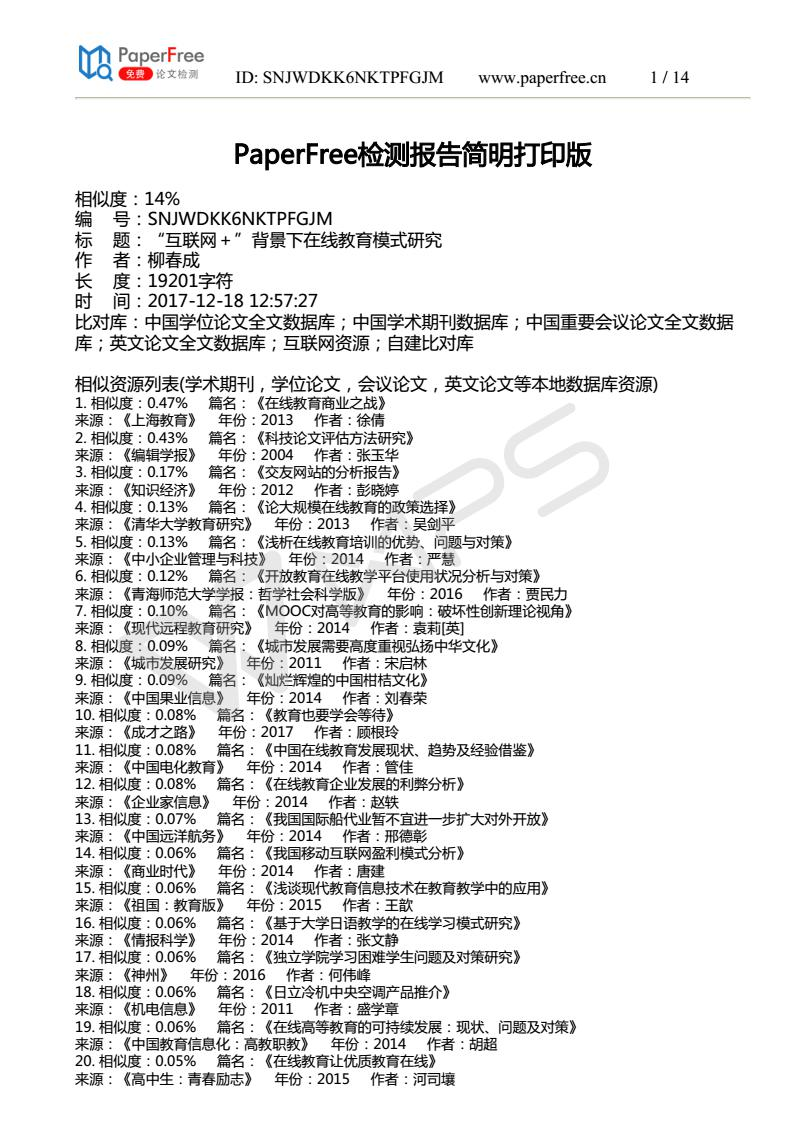 PaperFree
免费 论文检测
ID: SNJWDKK6NKTPFGJM www.paperfree.cn 1 / 14
PaperFree检测报告简明打印版
相似度：14%
编 号：SNJWDKK6NKTPFGJM
标 题：“互联网＋”背景下在线教育模式研究
作 者：柳春成
长 度：19201字符
时 间：2017-12-18 12:57:27
比对库：中国学位论文全文数据库；中国学术期刊数据库；中国重要会议论文全文数据
库；英文论文全文数据库；互联网资源；自建比对库
相似资源列表(学术期刊，学位论文，会议论文，英文论文等本地数据库资源)
1. 相似度：0.47% 篇名：《在线教育商业之战》
来源：《上海教育》 年份：2013 作者：徐倩
2. 相似度：0.43% 篇名：《科技论文评估方法研究》
来源：《编辑学报》 年份：2004 作者：张玉华
3. 相似度：0.17% 篇名：《交友网站的分析报告》
来源：《知识经济》 年份：2012 作者：彭晓婷
4. 相似度：0.13% 篇名：《论大规模在线教育的政策选择》
来源：《清华大学教育研究》 年份：2013 作者：吴剑平
5. 相似度：0.13% 篇名：《浅析在线教育培训的优势、问题与对策》
来源：《中小企业管理与科技》 年份：2014 作者：严慧
6. 相似度：0.12% 篇名：《开放教育在线教学平台使用状况分析与对策》
来源：《青海师范大学学报：哲学社会科学版》 年份：2016 作者：贾民力
7. 相似度：0.10% 篇名：《MOOC对高等教育的影响：破坏性创新理论视角》
来源：《现代远程教育研究》 年份：2014 作者：袁莉[英]
8. 相似度：0.09% 篇名：《城市发展需要高度重视弘扬中华文化》
来源：《城市发展研究》 年份：2011 作者：宋启林
9. 相似度：0.09% 篇名：《灿烂辉煌的中国柑桔文化》
来源：《中国果业信息》 年份：2014 作者：刘春荣
10. 相似度：0.08% 篇名：《教育也要学会等待》
来源：《成才之路》 年份：2017 作者：顾根玲
11. 相似度：0.08% 篇名：《中国在线教育发展现状、趋势及经验借鉴》
来源：《中国电化教育》 年份：2014 作者：管佳
12. 相似度：0.08% 篇名：《在线教育企业发展的利弊分析》
来源：《企业家信息》 年份：2014 作者：赵轶
13. 相似度：0.07% 篇名：《我国国际船代业暂不宜进一步扩大对外开放》
来源：《中国远洋航务》 年份：2014 作者：邢德彰
14. 相似度：0.06% 篇名：《我国移动互联网盈利模式分析》
来源：《商业时代》 年份：2014 作者：唐建
15. 相似度：0.06% 篇名：《浅谈现代教育信息技术在教育教学中的应用》
来源：《祖国：教育版》 年份：2015 作者：王歆
16. 相似度：0.06% 篇名：《基于大学日语教学的在线学习模式研究》
来源：《情报科学》 年份：2014 作者：张文静
17. 相似度：0.06% 篇名：《独立学院学习困难学生问题及对策研究》
来源：《神州》 年份：2016 作者：何伟峰
18. 相似度：0.06% 篇名：《日立冷机中央空调产品推介》
来源：《机电信息》 年份：2011 作者：盛学章
19. 相似度：0.06% 篇名：《在线高等教育的可持续发展：现状、问题及对策》
来源：《中国教育信息化：高教职教》 年份：2014 作者：胡超
20. 相似度：0.05% 篇名：《在线教育让优质教育在线》
来源：《高中生：青春励志》 年份：2015 作者：河司壤